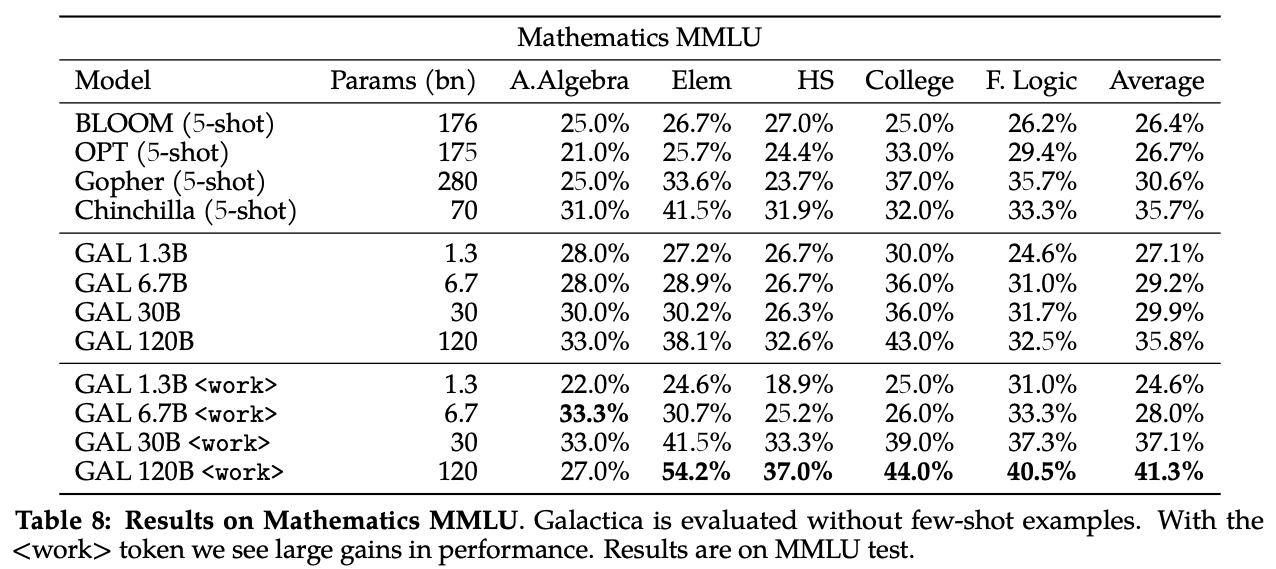 Mathematics MMLU
Model Params (bn) A.Algebra Elem HS College F. Logic Average
BLOOM (5-shot) 176 25.0% 26.7% 27.0% 25.0% 26.2% 26.4%
OPT (5-shot) 175 21.0% 25.7% 24.4% 33.0% 29.4% 26.7%
Gopher (5-shot) 280 25.0% 33.6% 23.7% 37.0% 35.7% 30.6%
Chinchilla (5-shot) 70 31.0% 41.5% 31.9% 32.0% 33.3% 35.7%
GAL 1.3B 1.3 28.0% 27.2% 26.7% 30.0% 24.6% 27.1%
GAL 6.7B 6.7 28.0% 28.9% 26.7% 36.0% 31.0% 29.2%
GAL 30B 30 30.0% 30.2% 26.3% 36.0% 31.7% 29.9%
GAL 120B 120 33.0% 38.1% 32.6% 43.0% 32.5% 35.8%
GAL 1.3B <work> 1.3 22.0% 24.6% 18.9% 25.0% 31.0% 24.6%
GAL 6.7B <work> 6.7 33.3% 30.7% 25.2% 26.0% 33.3% 28.0%
GAL 30B <work> 30 33.0% 41.5% 33.3% 39.0% 37.3% 37.1%
GAL 120B <work> 120 27.0% 54.2% 37.0% 44.0% 40.5% 41.3%
Table 8: Results on Mathematics MMLU. Galactica is evaluated without few-shot examples. With the
<work> token we see large gains in performance. Results are on MMLU test.